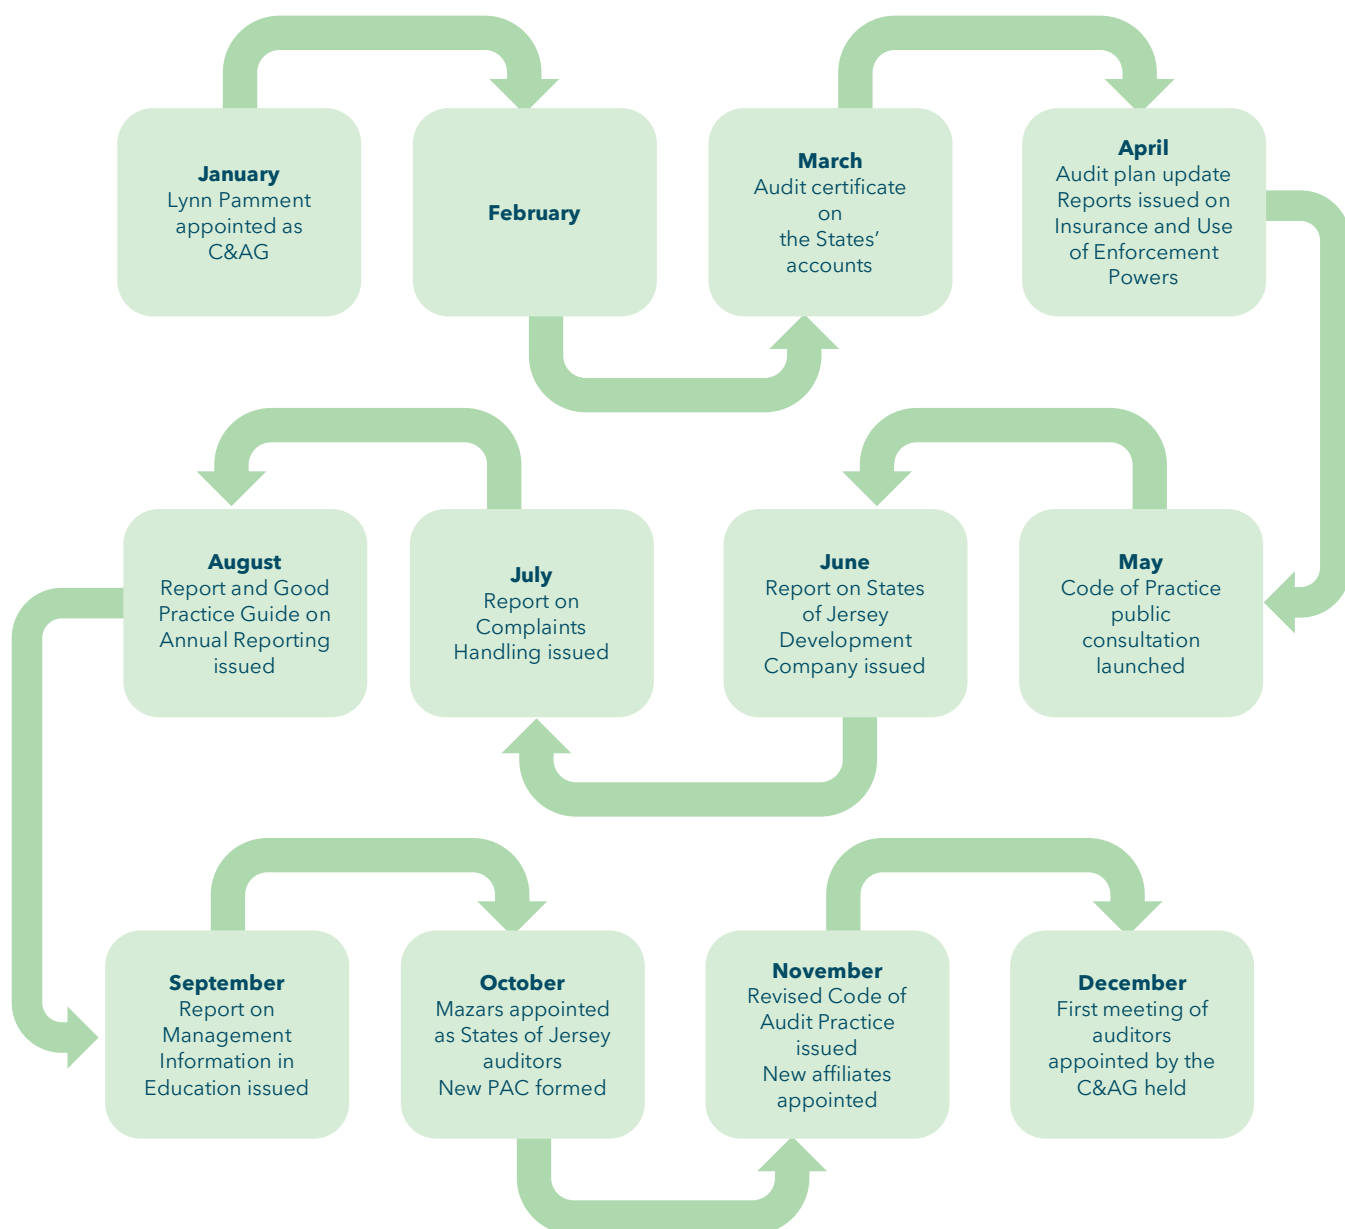 January
Lynn Pamment
appointed as
C&AG
February
March
Audit certificate
on
the States’
accounts
April
Audit plan update
Reports issued on
Insurance and Use
of Enforcement
Powers
May
Code of Practice
public
consultation
launched
June
Report on States
of Jersey
Development
Company issued
July
Report on
Complaints
Handling issued
August
Report and Good
Practice Guide on
Annual Reporting
issued
September
Report on
Management
Information in
Education issued
October
Mazars appointed
as States of Jersey
auditors
New PAC formed
November
Revised Code of
Audit Practice
issued
New affiliates
appointed
December
First meeting of
auditors
appointed by the
C&AG held